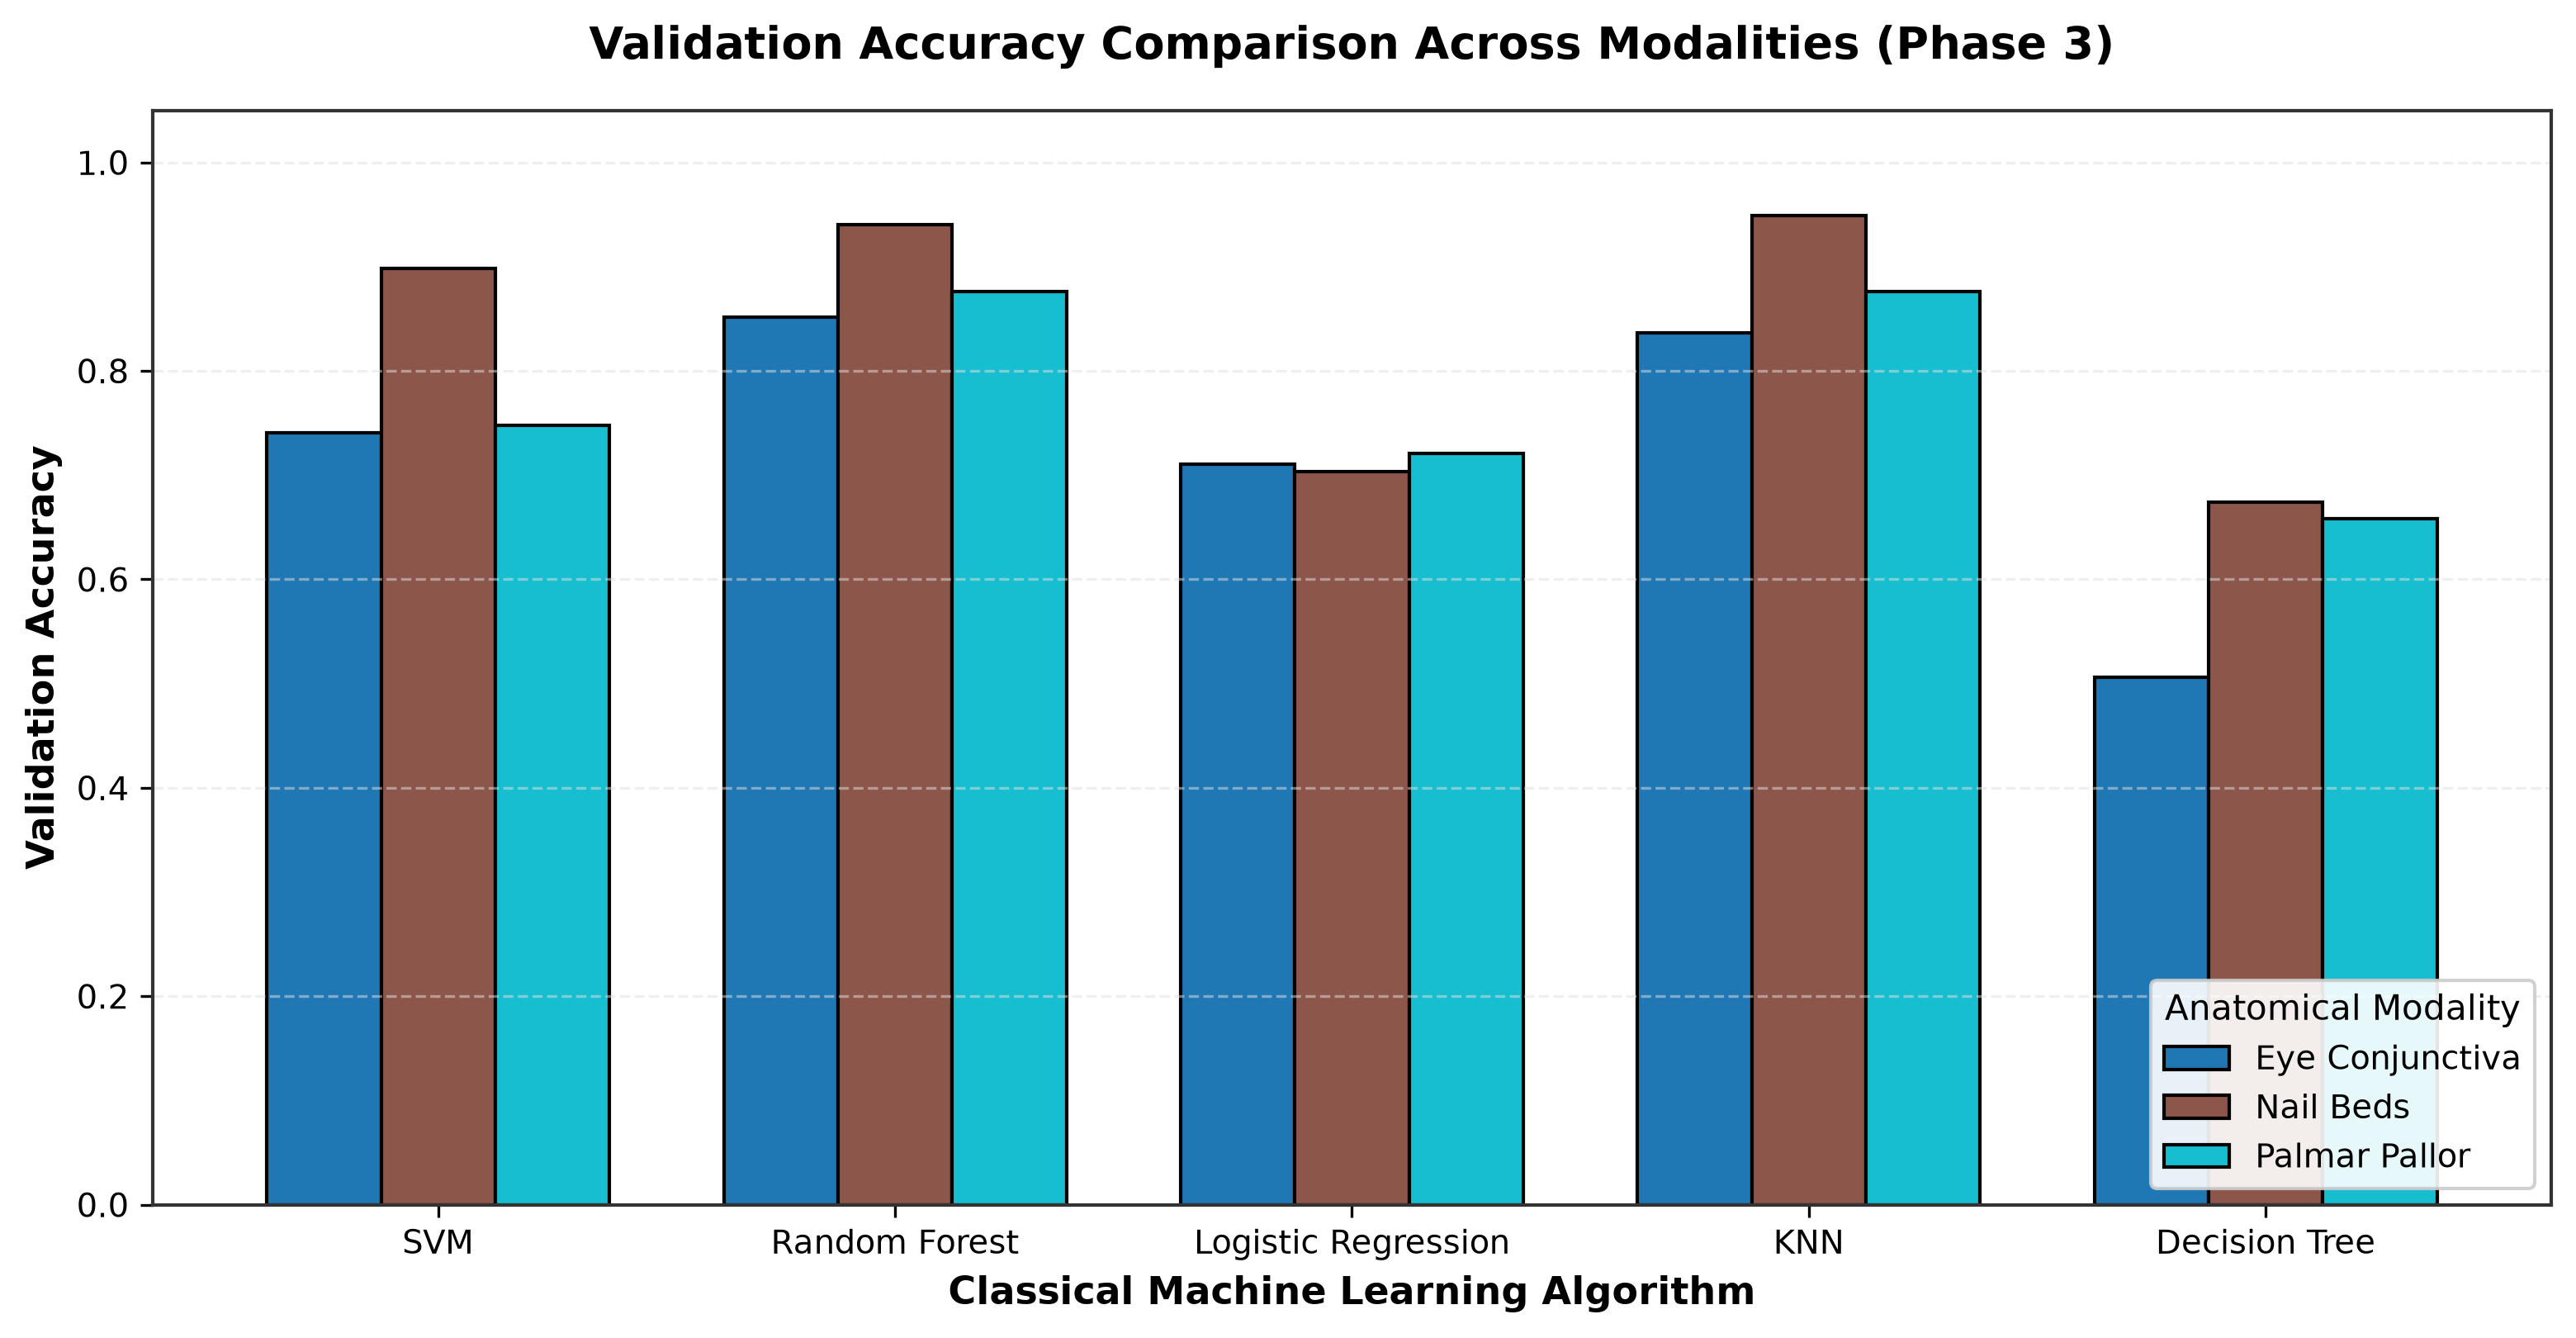 Validation Accuracy Comparison Across Modalities (Phase 3)
Validation Accuracy
1.0
0.8
0.6
0.4
0.2
0.0
SVM
Random Forest
Logistic Regression
KNN
Decision Tree
Classical Machine Learning Algorithm
Anatomical Modality
Eye Conjunctiva
Nail Beds
Palmar Pallor